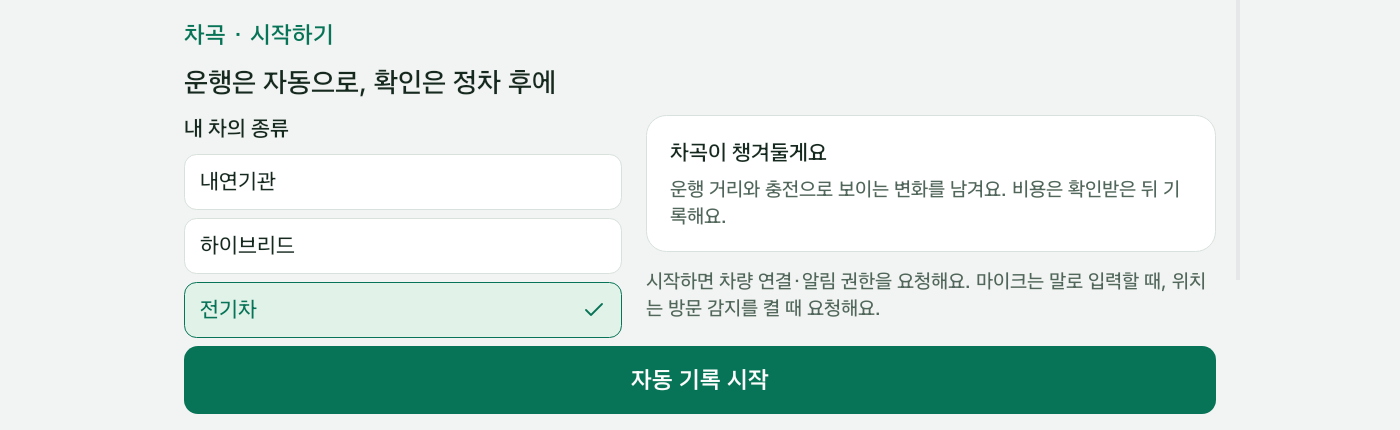 차곡 · 시작하기
운행은 자동으로, 확인은 정차 후에
내 차의 종류
내연기관
하이브리드
전기차
차곡이 챙겨둘게요
운행 거리와 충전으로 보이는 변화를 남겨요. 비용은 확인받은 뒤 기
록해요.
시작하면 차량 연결·알림 권한을 요청해요. 마이크는 말로 입력할 때, 위치
는 방문 감지를 켤 때 요청해요.
자동 기록 시작